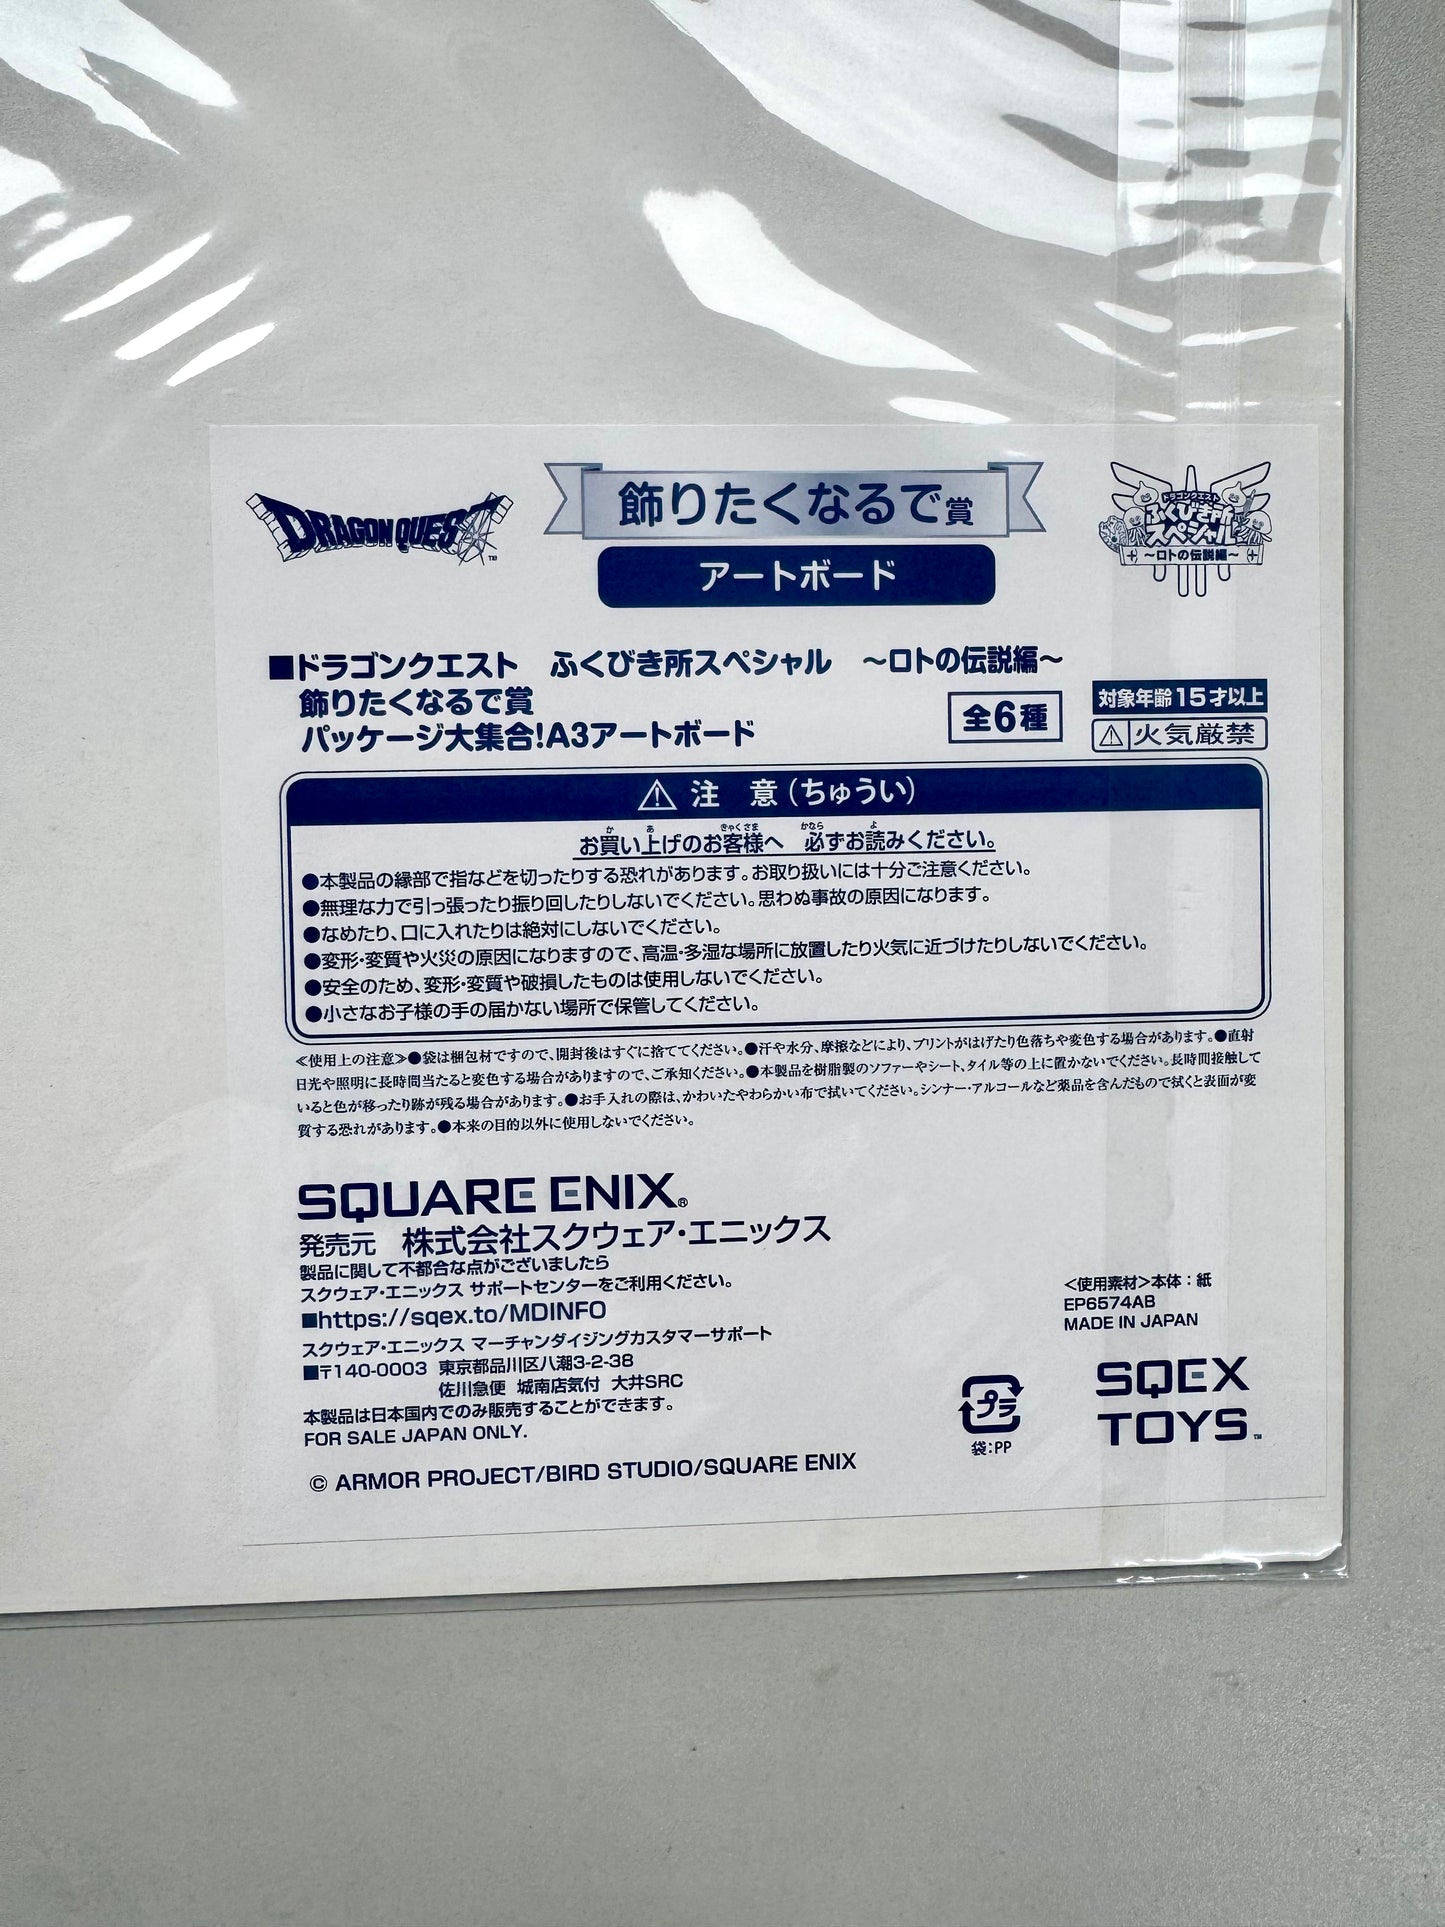 DRAGON QUEST™
飾りたくなるで賞
アートボード
ドラゴンクエスト
ふくびき所
スペシャル
～ロトの伝説編～
■ドラゴンクエスト ふくびき所スペシャル ～ロトの伝説編～
飾りたくなるで賞
パッケージ大集合!A3アートボード
全6種
対象年齢15才以上
⚠火気厳禁
⚠注 意(ちゅうい)
お買い上げのお客様へ 必ずお読みください。
●本製品の縁部で指などを切ったりする恐れがあります。お取り扱いには十分ご注意ください。
●無理な力で引っ張ったり振り回したりしないでください。思わぬ事故の原因になります。
●なめたり、口に入れたりは絶対にしないでください。
●変形・変質や火災の原因になりますので、高温・多湿な場所に放置したり火気に近づけたりしないでください。
●安全のため、変形・変質や破損したものは使用しないでください。
●小さなお子様の手の届かない場所で保管してください。
≪使用上の注意≫●袋は梱包材ですので、開封後はすぐに捨ててください。●汗や水分、摩擦などにより、プリントがはげたり色落ちや変色する場合があります。●直射
日光や照明に長時間当たると変色する場合がありますので、ご承知ください。●本製品を樹脂製のソファーやシート、タイル等の上に置かないでください。長時間接触して
いると色が移ったり跡が残る場合があります。●お手入れの際は、かわいたやわらかい布で拭いてください。シンナー・アルコールなど薬品を含んだもので拭くと表面が変
質する恐れがあります。●本来の目的以外に使用しないでください。
SQUARE ENIX®
発売元 株式会社スクウェア・エニックス
製品に関して不都合な点がございましたら
スクウェア・エニックス サポートセンターをご利用ください。
■https://sqex.to/MDINFO
スクウェア・エニックス マーチャンダイジングカスタマーサポート
■〒140-0003 東京都品川区八潮3-2-38
佐川急便 城南店気付 大井SRC
本製品は日本国内でのみ販売することができます。
FOR SALE JAPAN ONLY.
© ARMOR PROJECT/BIRD STUDIO/SQUARE ENIX
<使用素材>本体：紙
EP6574AB
MADE IN JAPAN
プラ
袋：PP
SQEX
TOYS™